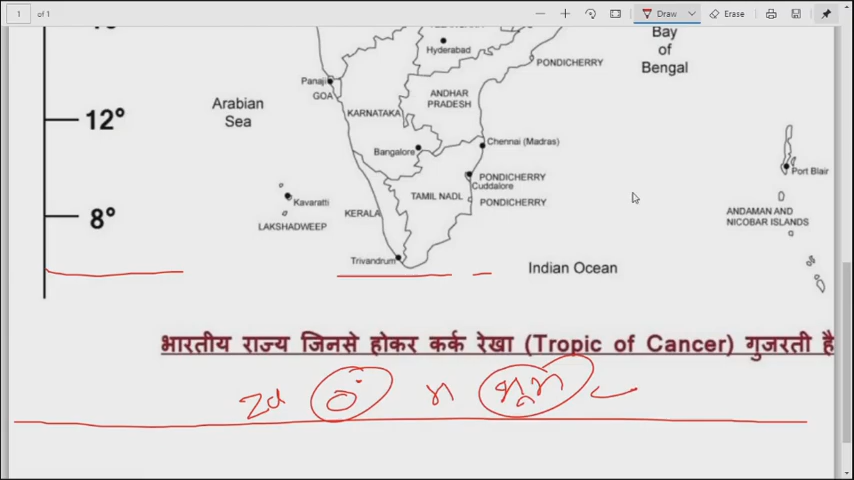 1 of 1 Draw Erase
Bay
of
Bengal
Hyderabad
PONDICHERRY
Panaji
GOA
ANDHAR
PRADESH
Arabian
Sea
KARNATAKA
12°
Chennai (Madras)
Bangalore
Port Blair
PONDICHERRY
Cuddalore
TAMIL NADL
PONDICHERRY
Kavaratti
KERALA
8°
LAKSHADWEEP
ANDAMAN AND
NICOBAR ISLANDS
Trivandrum
Indian Ocean
भारतीय राज्य जिनसे होकर कर्क रेखा (Tropic of Cancer) गुजरती है